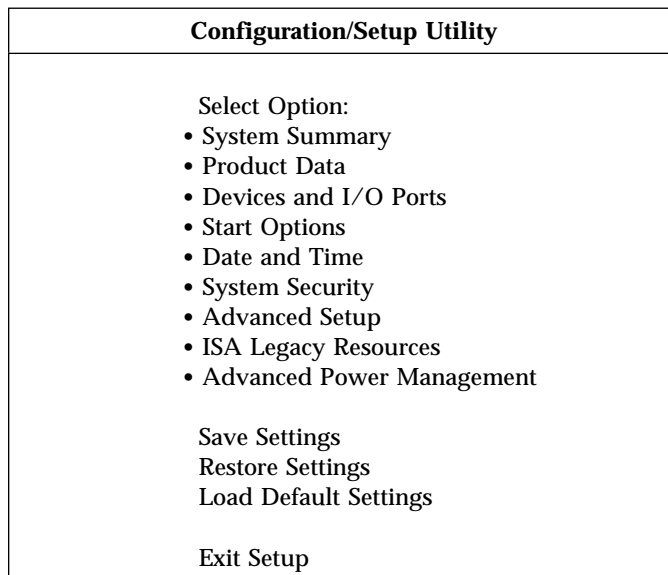 Configuration/Setup Utility
Select Option:
• System Summary
• Product Data
• Devices and I/O Ports
• Start Options
• Date and Time
• System Security
• Advanced Setup
• ISA Legacy Resources
• Advanced Power Management
Save Settings
Restore Settings
Load Default Settings
Exit Setup